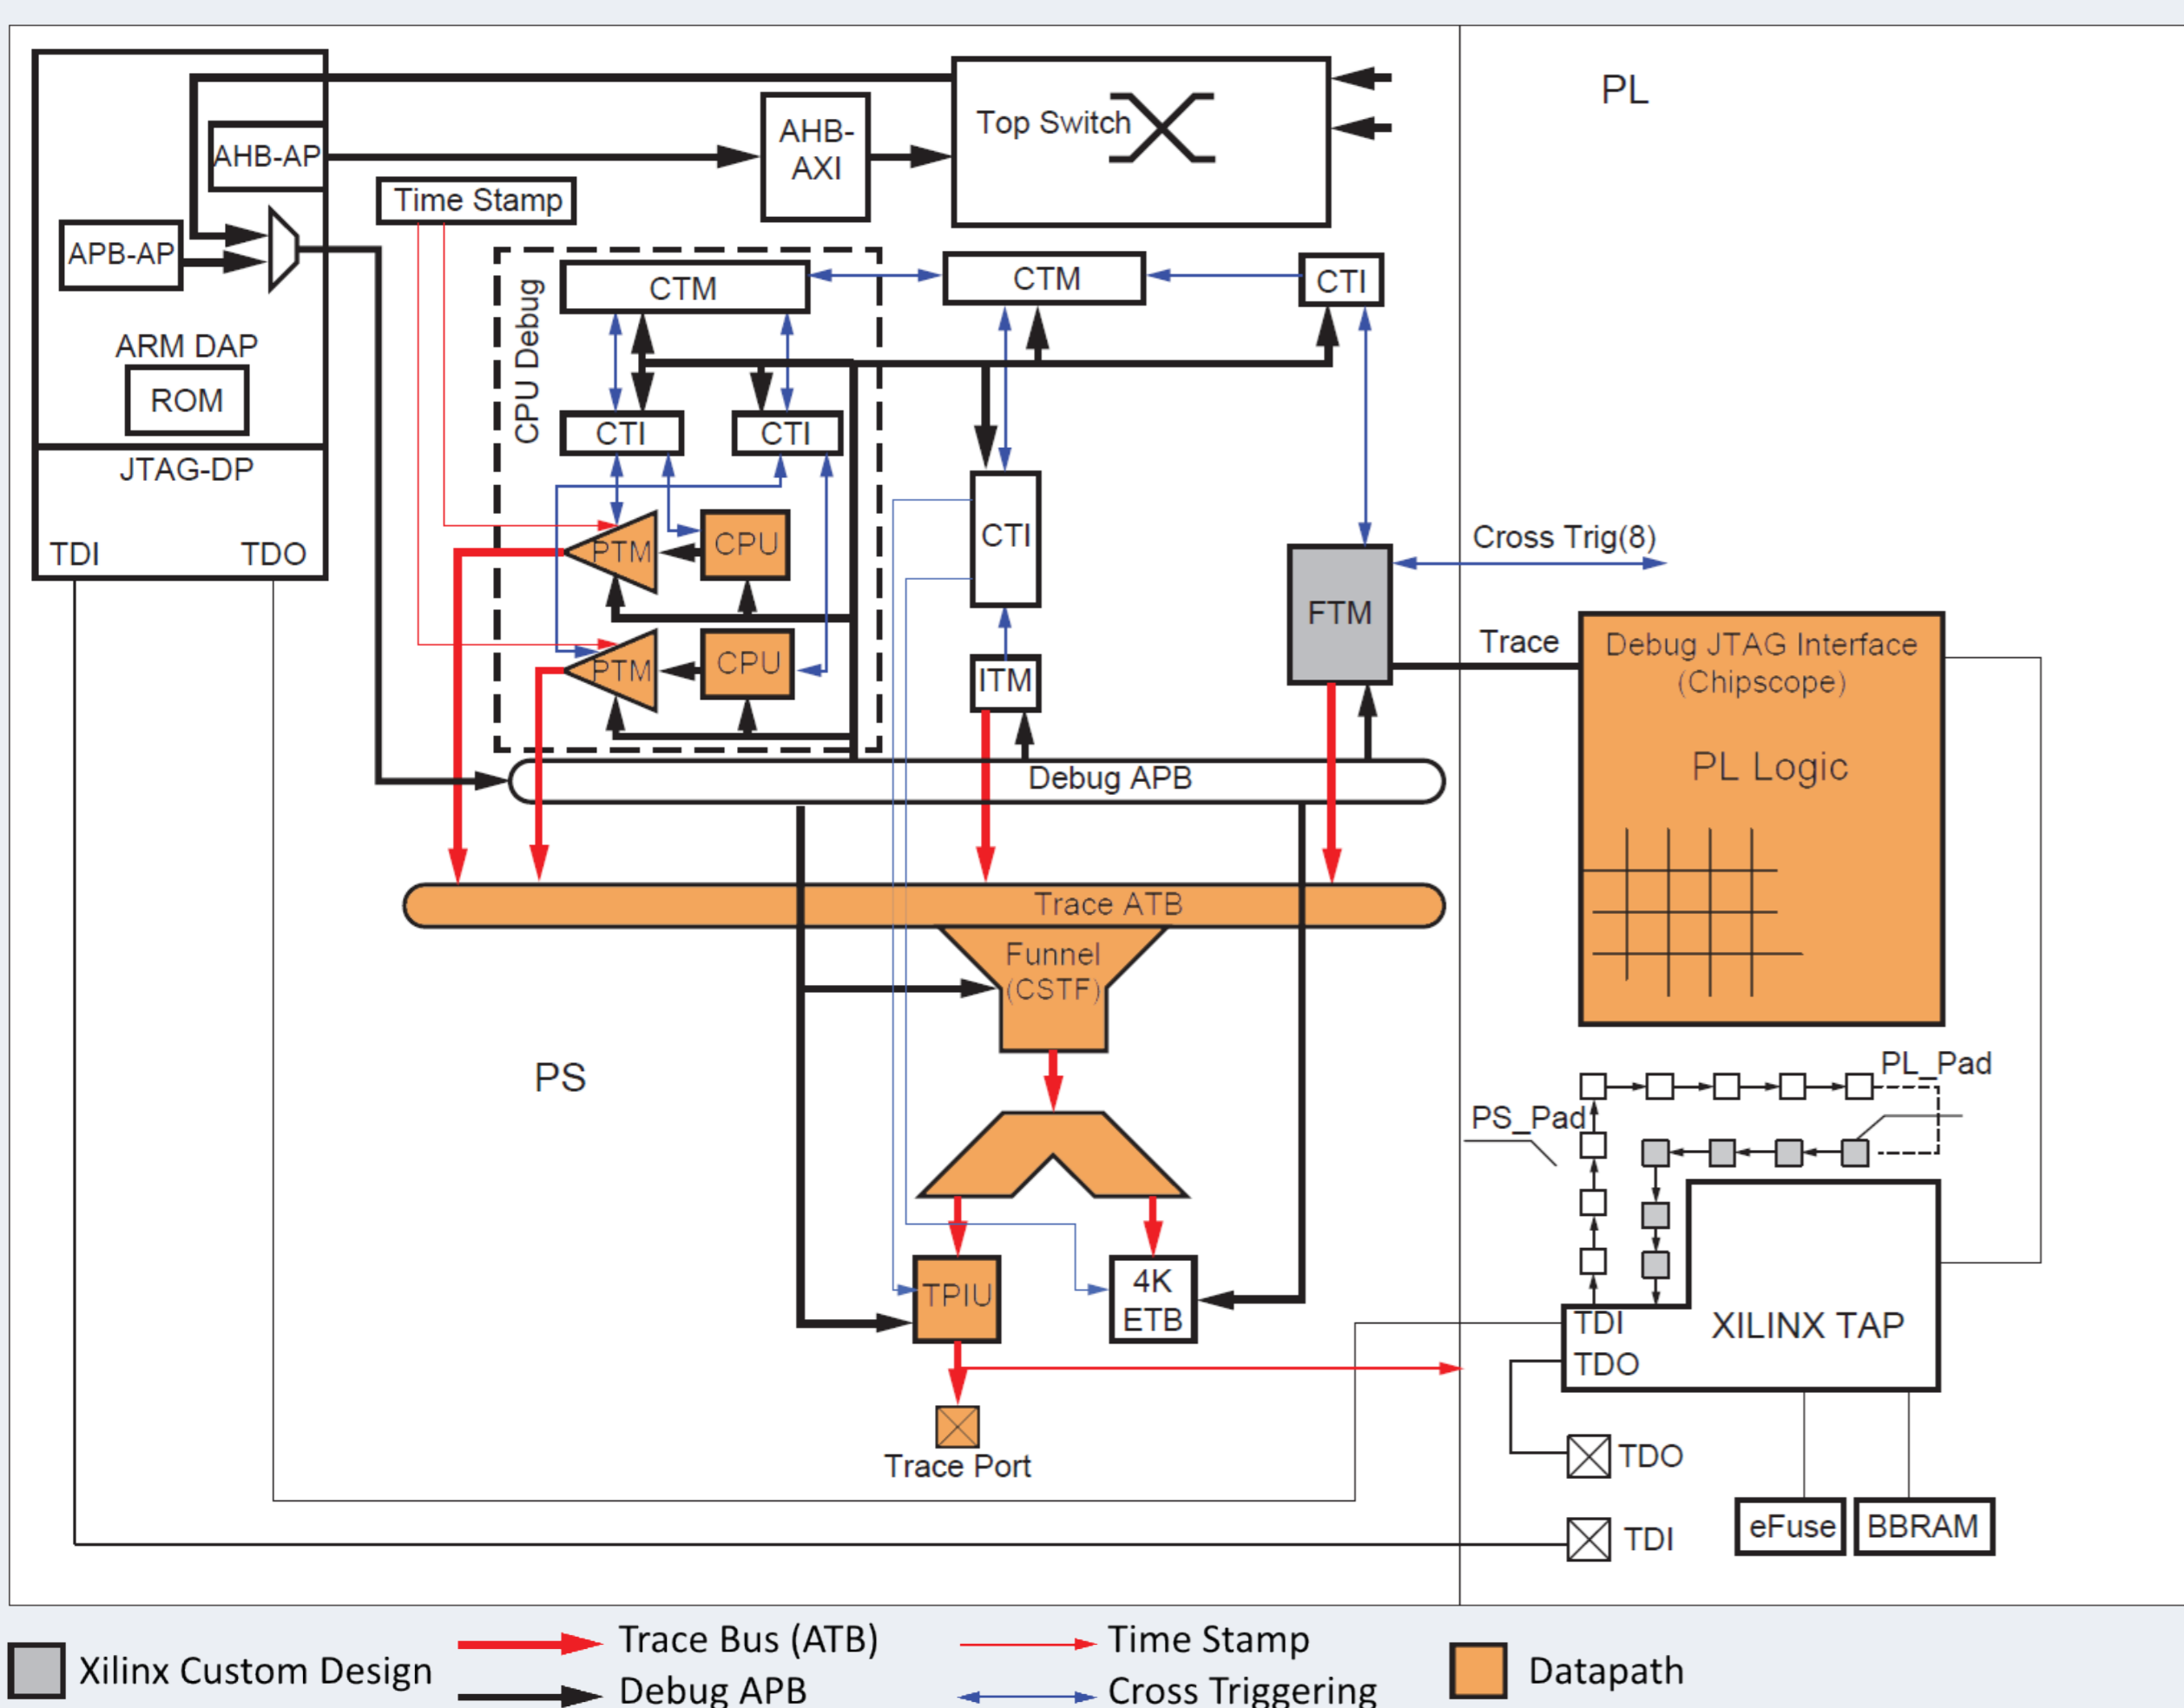 PL
Top Switch
AHB-
AXI
AHB-AP
Time Stamp
APB-AP
CTM
CTM
CTI
CPU Debug
ARM DAP
ROM
CTI
CTI
JTAG-DP
TDI
TDO
PTM
CPU
CTI
Cross Trig(8)
FTM
Trace
Debug JTAG Interface
(Chipscope)
PTM
CPU
ITM
PL Logic
Debug APB
Trace ATB
Funnel
(CSTF)
PS
PL_Pad
PS_Pad
TPIU
4K
ETB
TDI
XILINX TAP
TDO
Trace Port
TDO
eFuse
BBRAM
TDI
Trace Bus (ATB)
Time Stamp
Xilinx Custom Design
Datapath
Debug APB
Cross Triggering